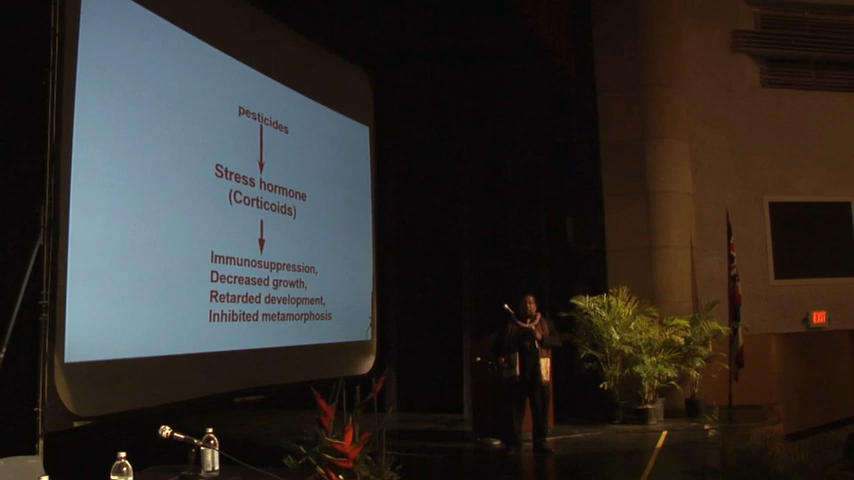 pesticides
Stress hormone
(Corticoids)
Immunosuppression,
Decreased growth,
Retarded development,
Inhibited metamorphosis
EXIT